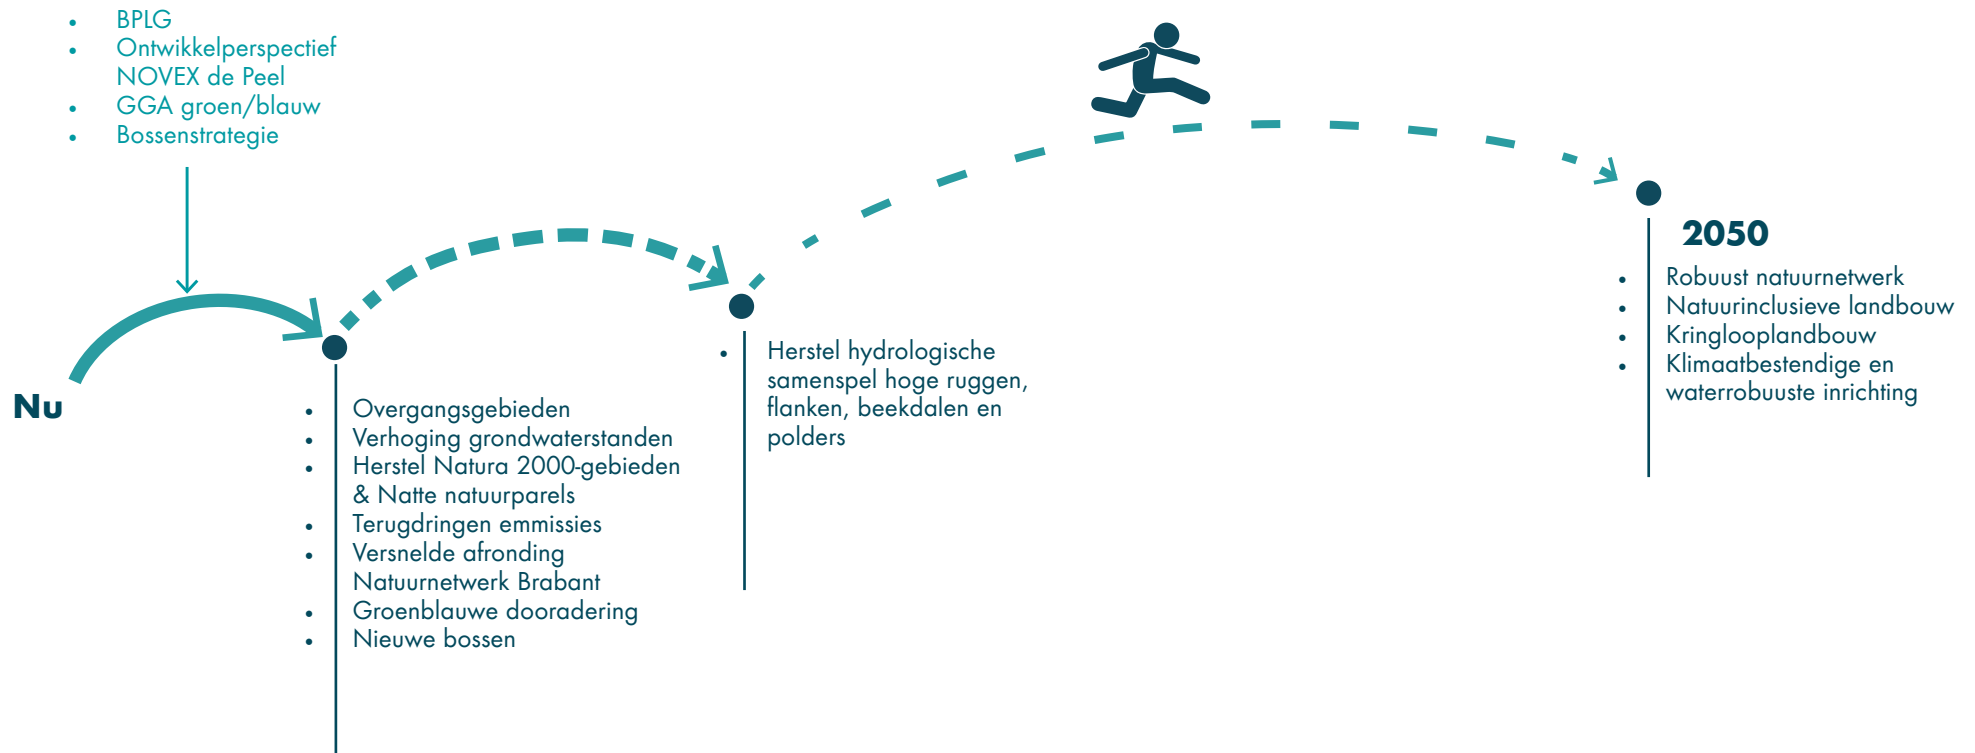 BPLG
Ontwikkelperspectief
NOVEX de Peel
GGA groen/blauw
Bossenstrategie
Nu
Overgangsgebieden
Verhoging grondwaterstanden
Herstel Natura 2000-gebieden
& Natte natuurparels
Terugdringen emmissies
Versnelde afronding
Natuurnetwerk Brabant
Groenblauwe dooradering
Nieuwe bossen
Herstel hydrologische
samenspel hoge ruggen,
flanken, beekdalen en
polders
2050
Robuust natuurnetwerk
Natuurinclusieve landbouw
Kringlooplandbouw
Klimaatbestendige en
waterrobuuste inrichting